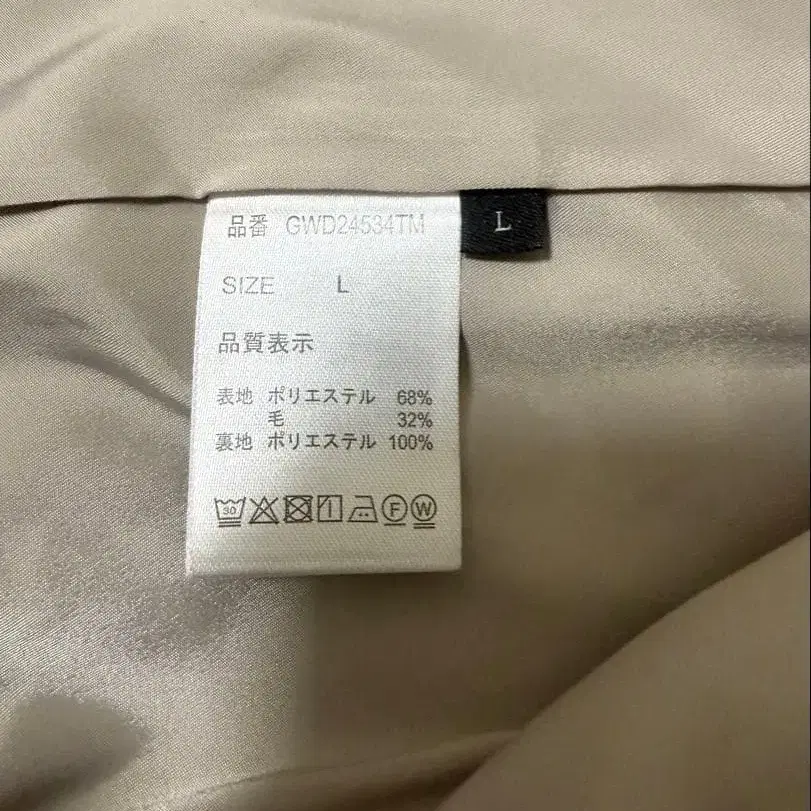 品番 GWD24534TM
L
SIZE L
品質表示
表地 ポリエステル 68%
毛 32%
裏地 ポリエステル 100%
30 F W